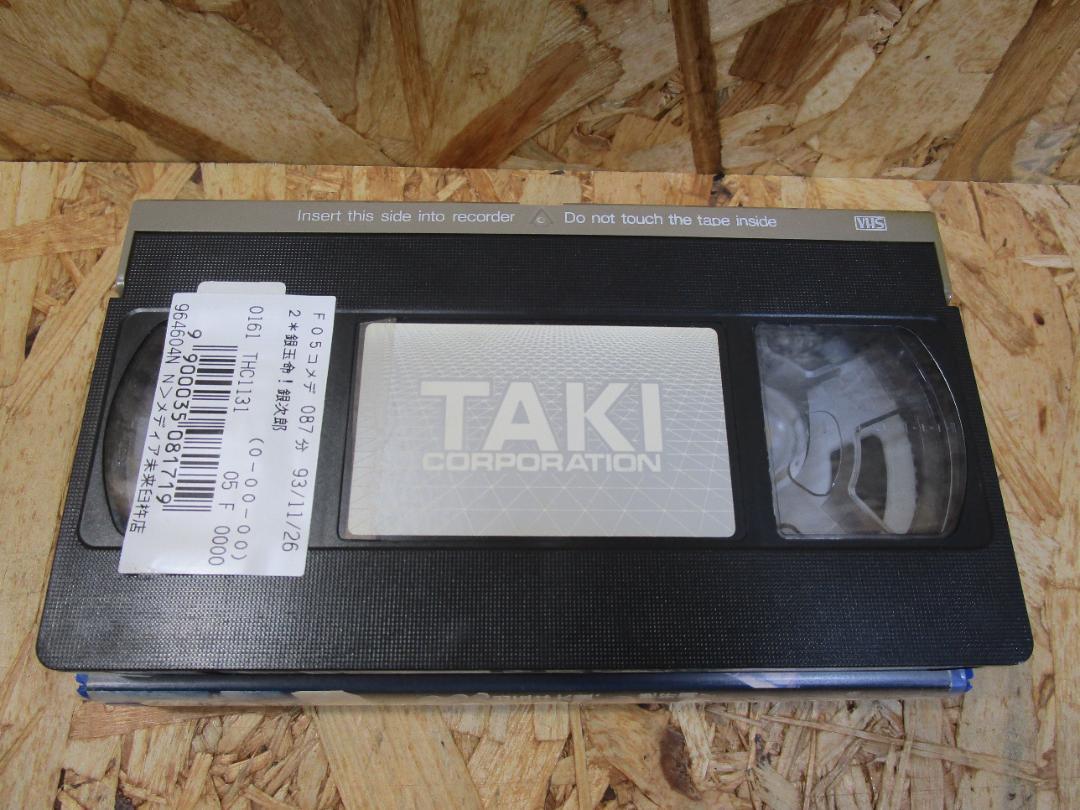 Insert this side into recorder Do not touch the tape inside VHS
TAKI
CORPORATION
F05コメデ 087分 93/11/26
2*銀玉命!銀次郎
0161 THC1131 (0-00-00)
05 F 0000
9 900035 081719
964604N N>メディア未来臼杵店